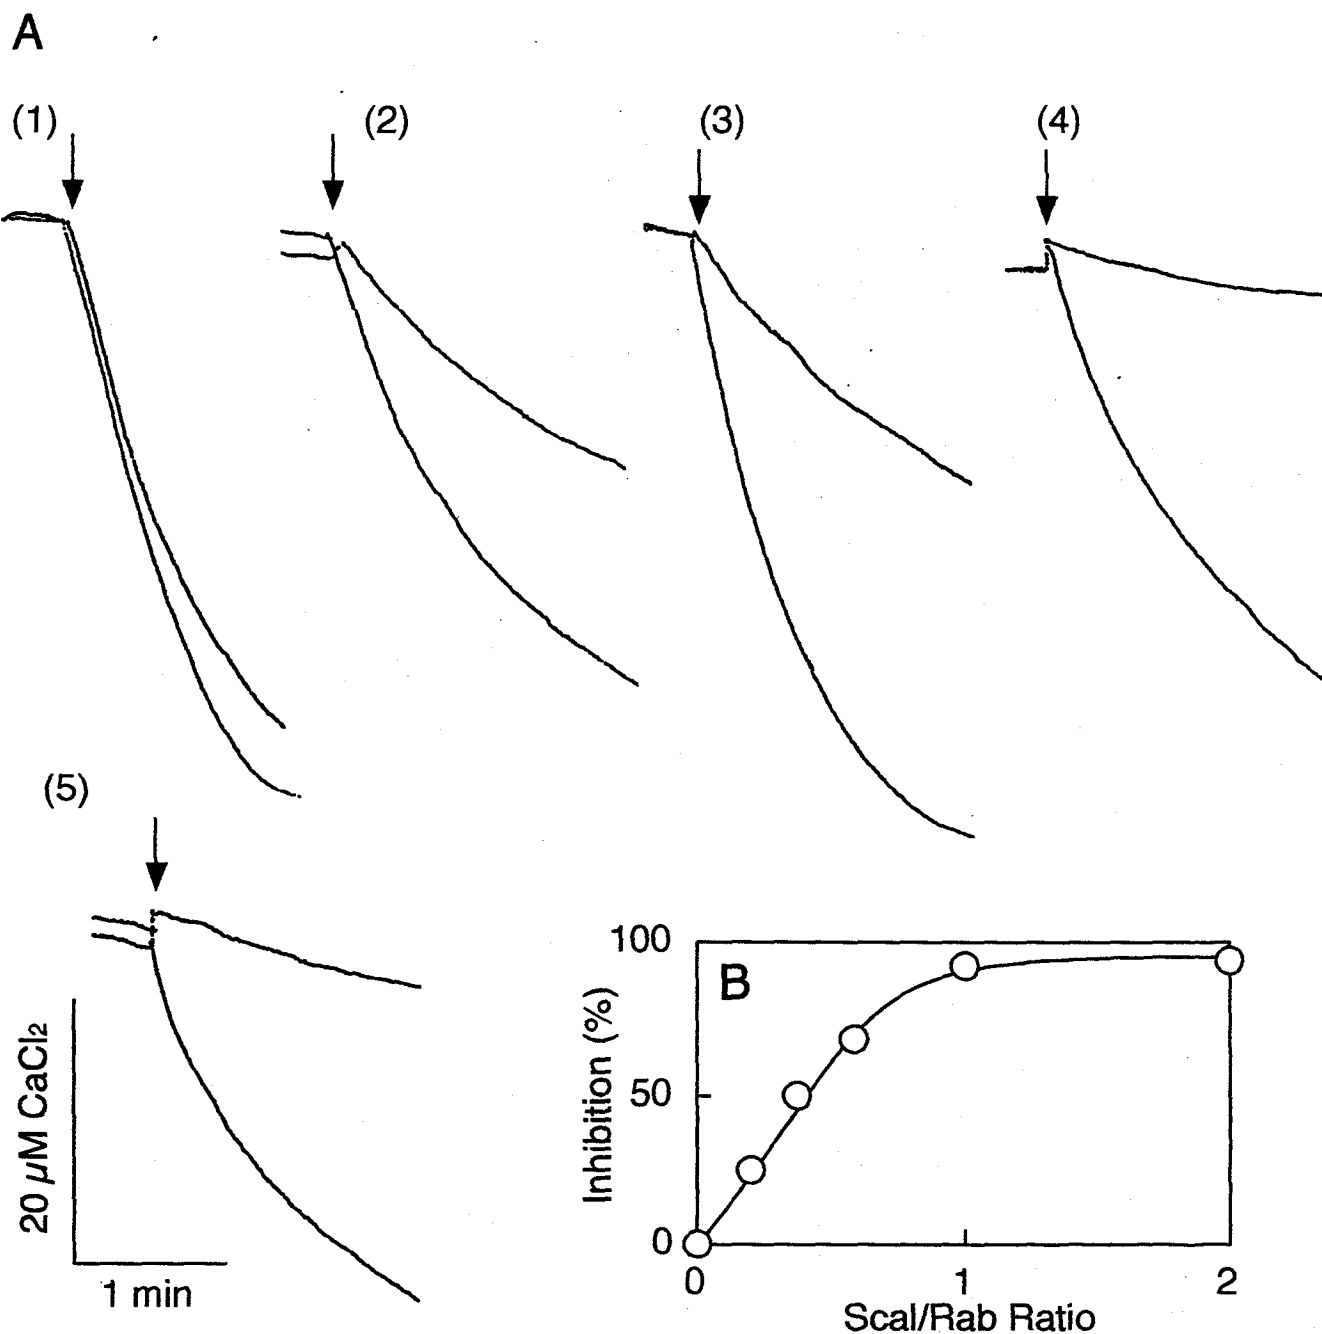 A
(1) (2) (3) (4)
(5)
20 µM CaCl2
1 min
B
Inhibition (%)
100
50
0
0 1 2
Scal/Rab Ratio